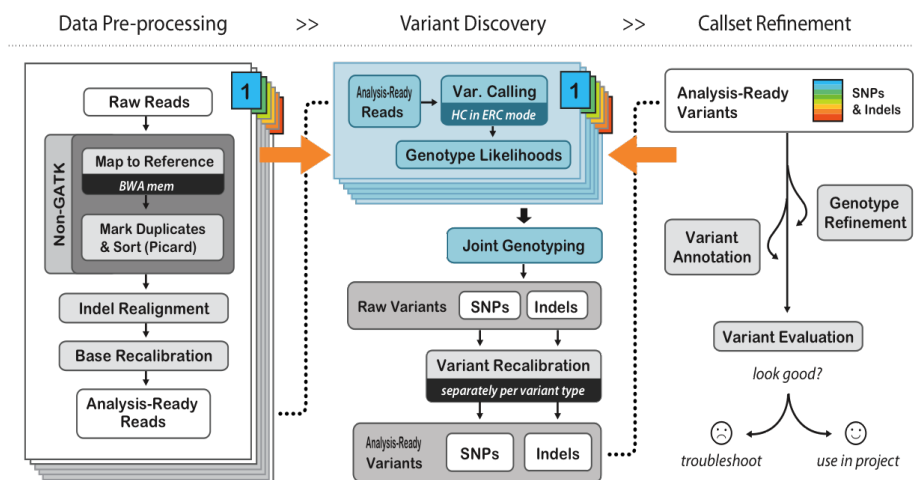 Data Pre-processing
>>
Variant Discovery
>>
Callset Refinement
1
Raw Reads
Non-GATK
Map to Reference
BWA mem
Mark Duplicates
& Sort (Picard)
Indel Realignment
Base Recalibration
Analysis-Ready
Reads
1
Analysis-Ready
Reads
Var. Calling
HC in ERC mode
Genotype Likelihoods
Joint Genotyping
Raw Variants
SNPs
Indels
Variant Recalibration
separately per variant type
Analysis-Ready
Variants
SNPs
Indels
Analysis-Ready
Variants
SNPs
& Indels
Genotype
Refinement
Variant
Annotation
Variant Evaluation
look good?
troubleshoot
use in project